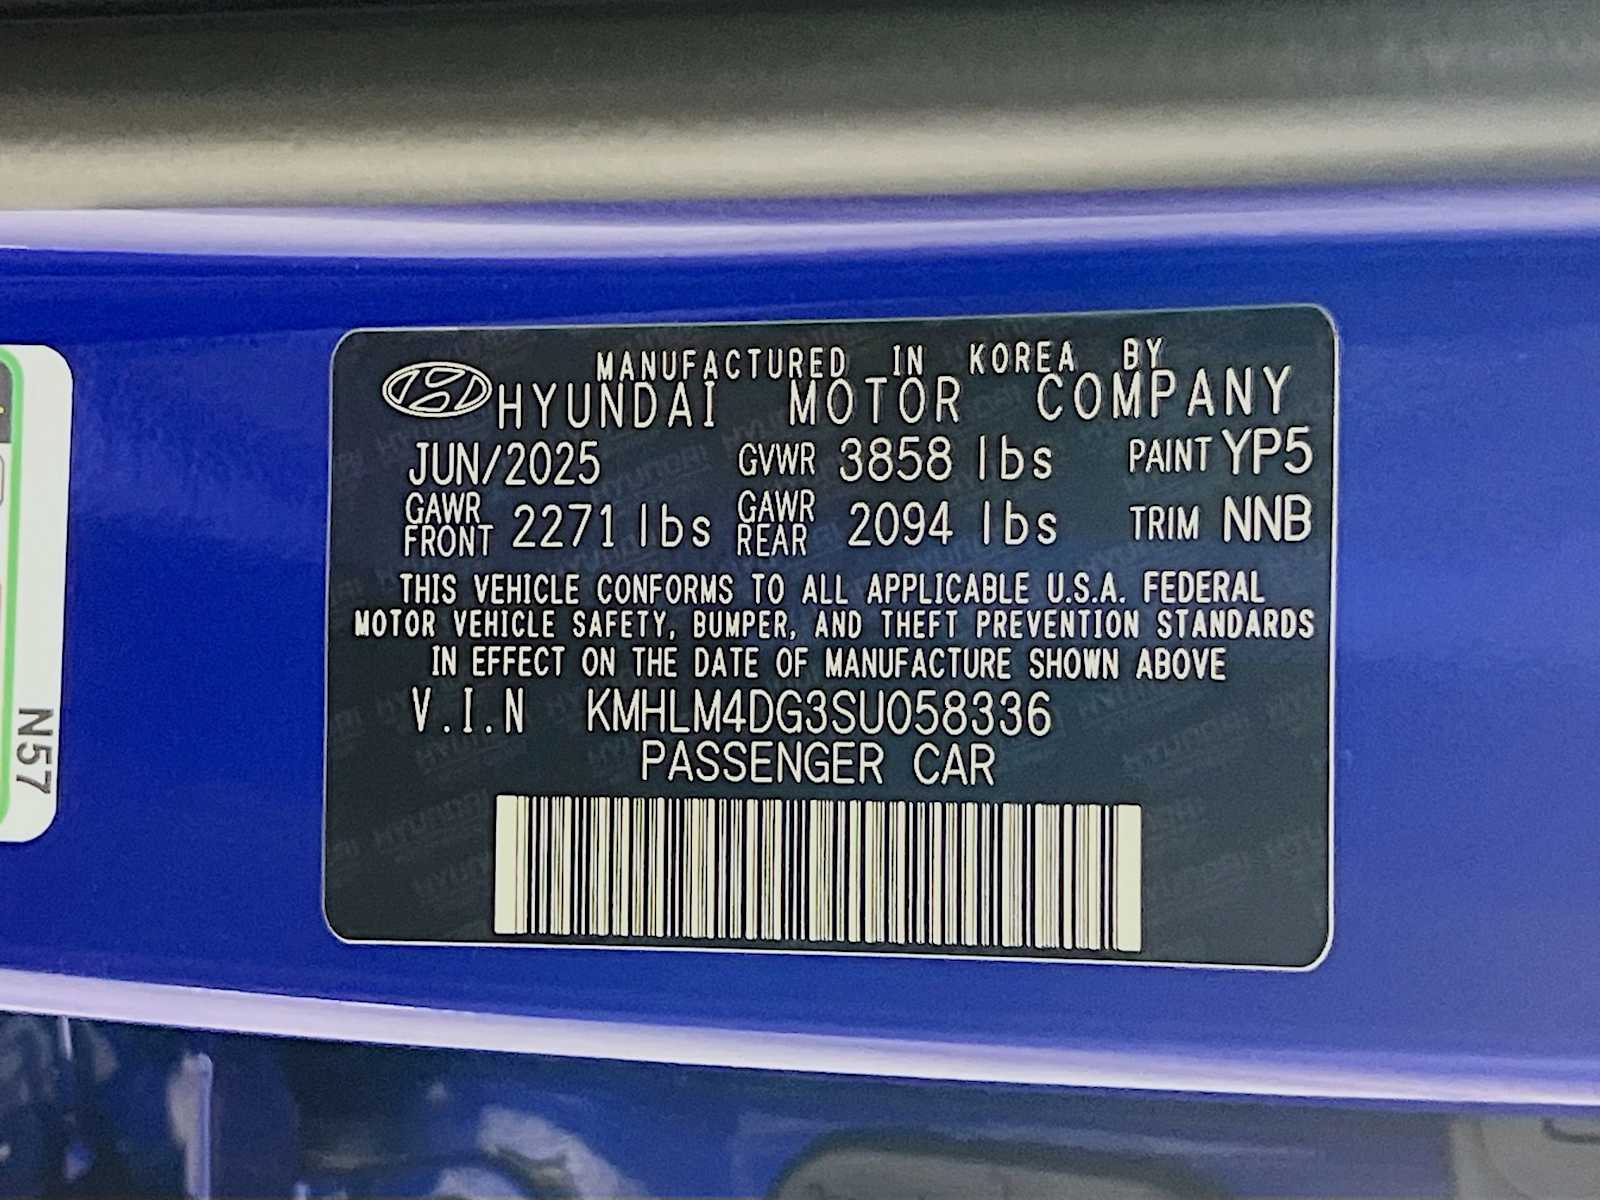 MANUFACTURED IN KOREA BY
HYUNDAI MOTOR COMPANY
JUN/2025 GVWR 3858 lbs PAINT YP5
GAWR FRONT 2271 lbs GAWR REAR 2094 lbs TRIM NNB
THIS VEHICLE CONFORMS TO ALL APPLICABLE U.S.A. FEDERAL
MOTOR VEHICLE SAFETY, BUMPER, AND THEFT PREVENTION STANDARDS
IN EFFECT ON THE DATE OF MANUFACTURE SHOWN ABOVE
V.I.N KMHLM4DG3SU058336
PASSENGER CAR
N57